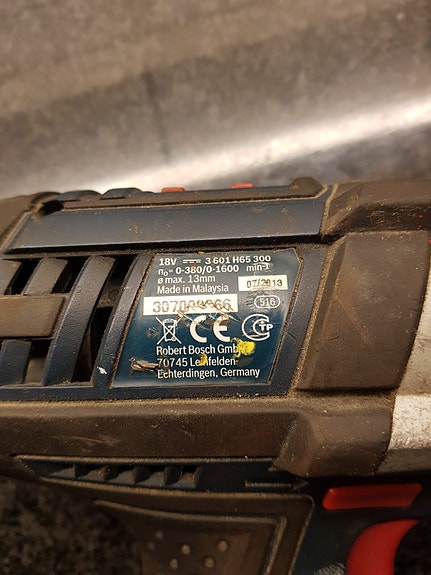 18V ⎓ 3 601 H65 300
n₀= 0-380/0-1600 min-1
ø max. 13mm 07/2013
Made in Malaysia
516
CE TP
Robert Bosch GmbH
70745 Leinfelden-
Echterdingen, Germany